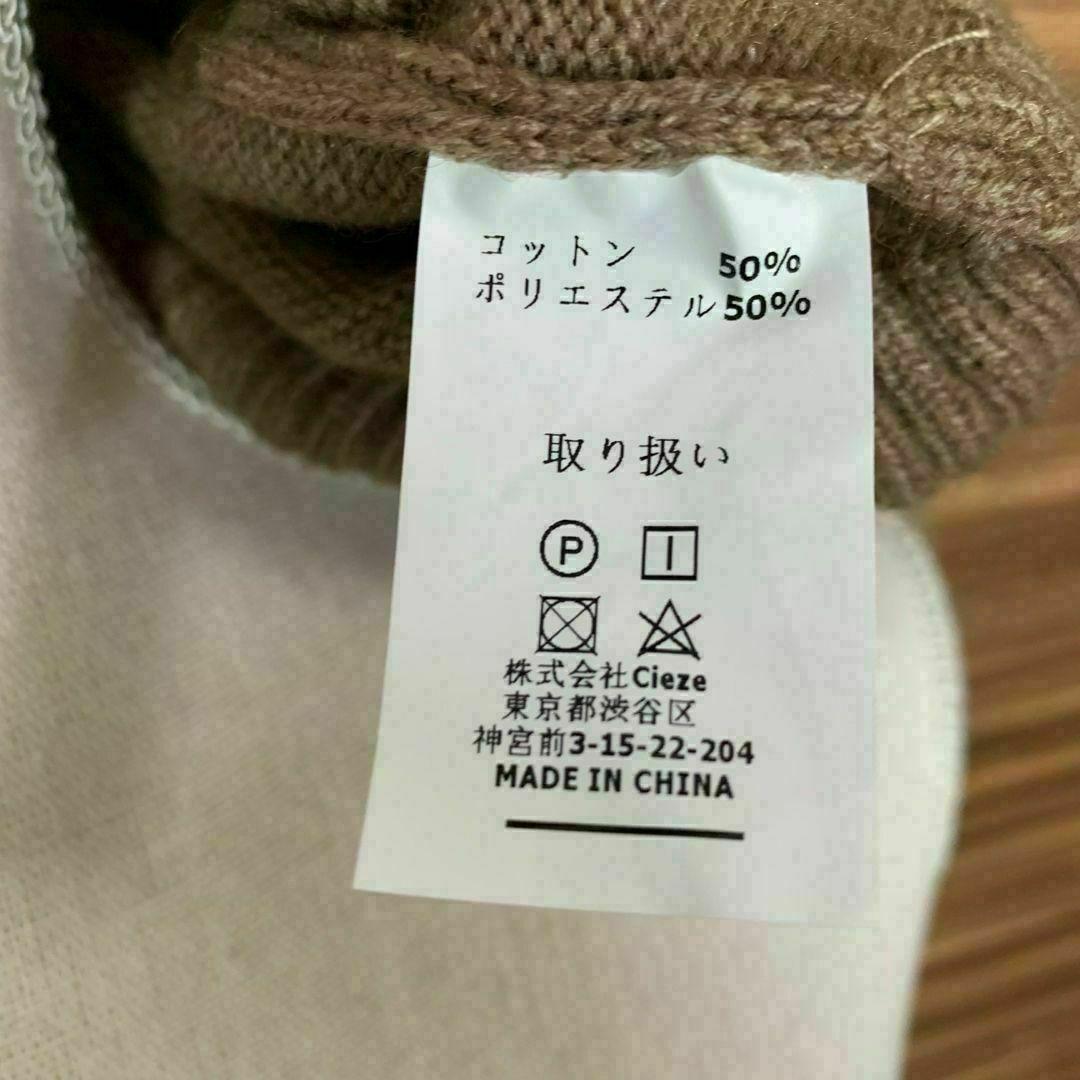 コットン 50%
ポリエステル 50%
取り扱い
P
株式会社Cieze
東京都渋谷区
神宮前3-15-22-204
MADE IN CHINA